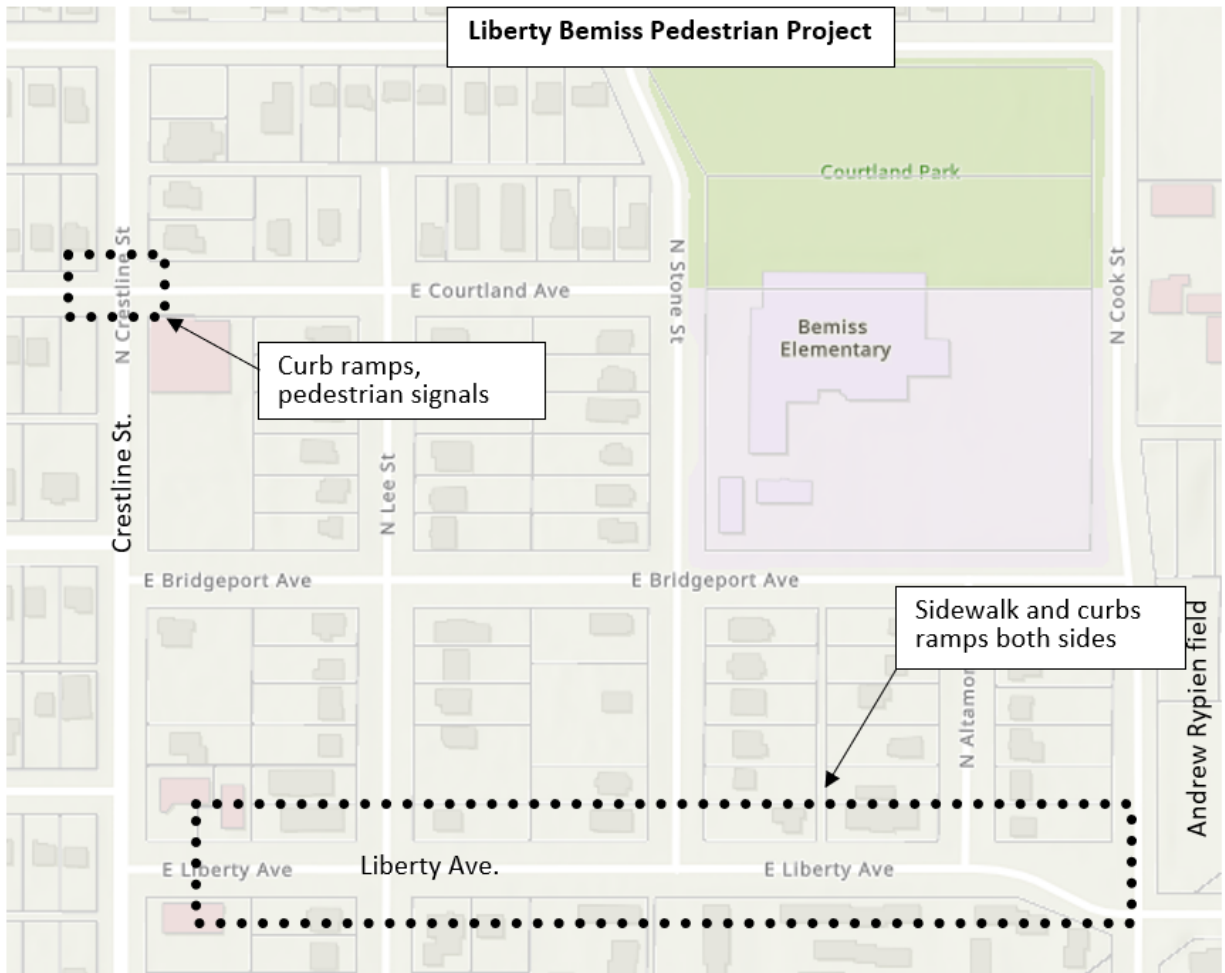 Liberty Bemiss Pedestrian Project
Courtland Park
N Crestline St
E Courtland Ave
N Stone St
N Cook St
Bemiss
Elementary
Curb ramps,
pedestrian signals
Crestline St.
N Lee St
E Bridgeport Ave
E Bridgeport Ave
Sidewalk and curbs
ramps both sides
N Altamon
Andrew Rypien field
E Liberty Ave
Liberty Ave.
E Liberty Ave